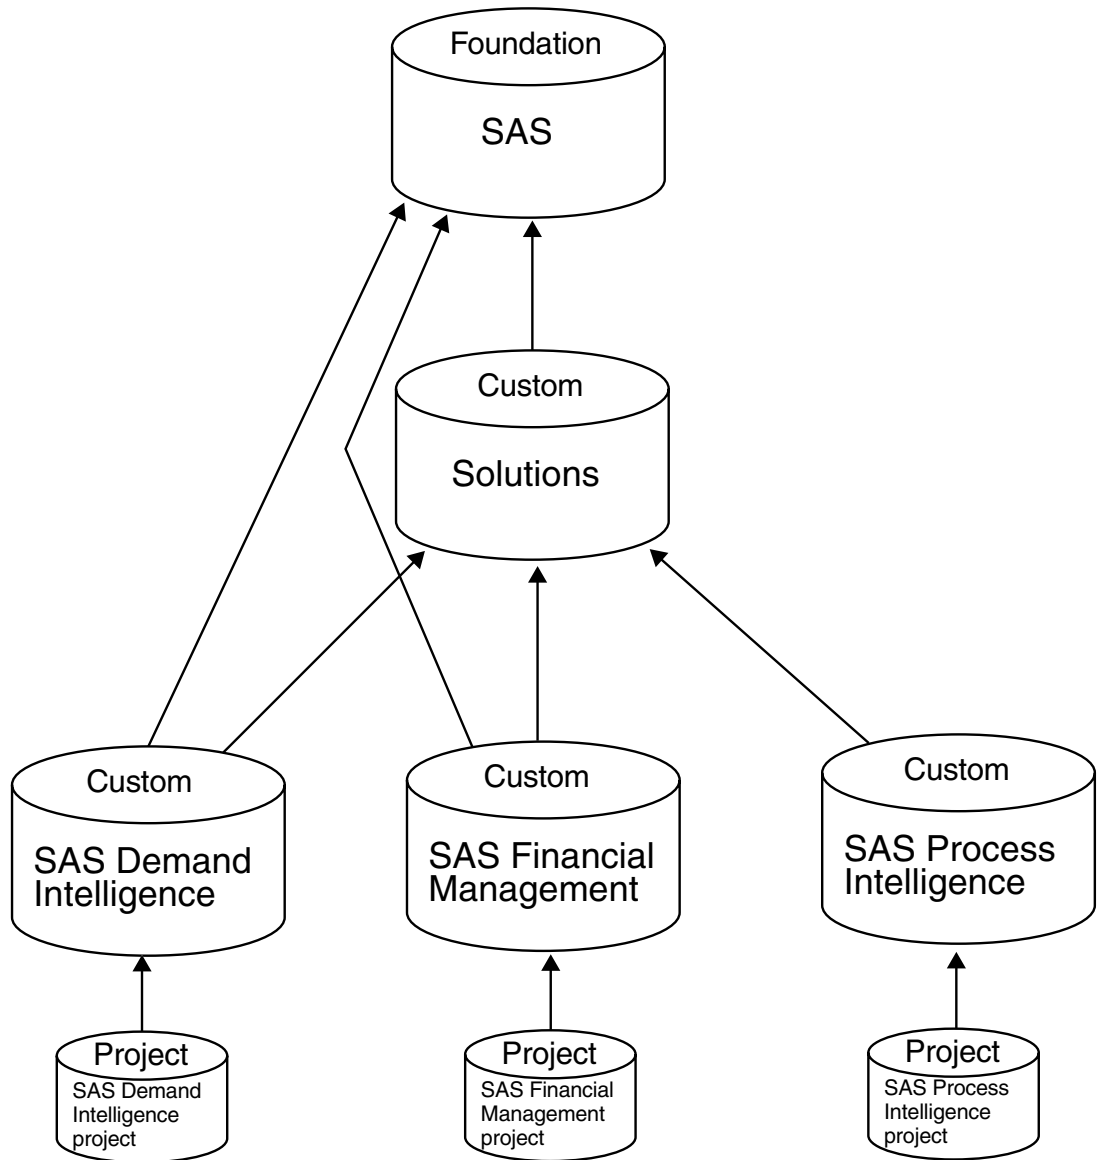 Foundation
SAS
Custom
Solutions
Custom
SAS Demand
Intelligence
Custom
SAS Financial
Management
Custom
SAS Process
Intelligence
Project
SAS Demand
Intelligence
project
Project
SAS Financial
Management
project
Project
SAS Process
Intelligence
project